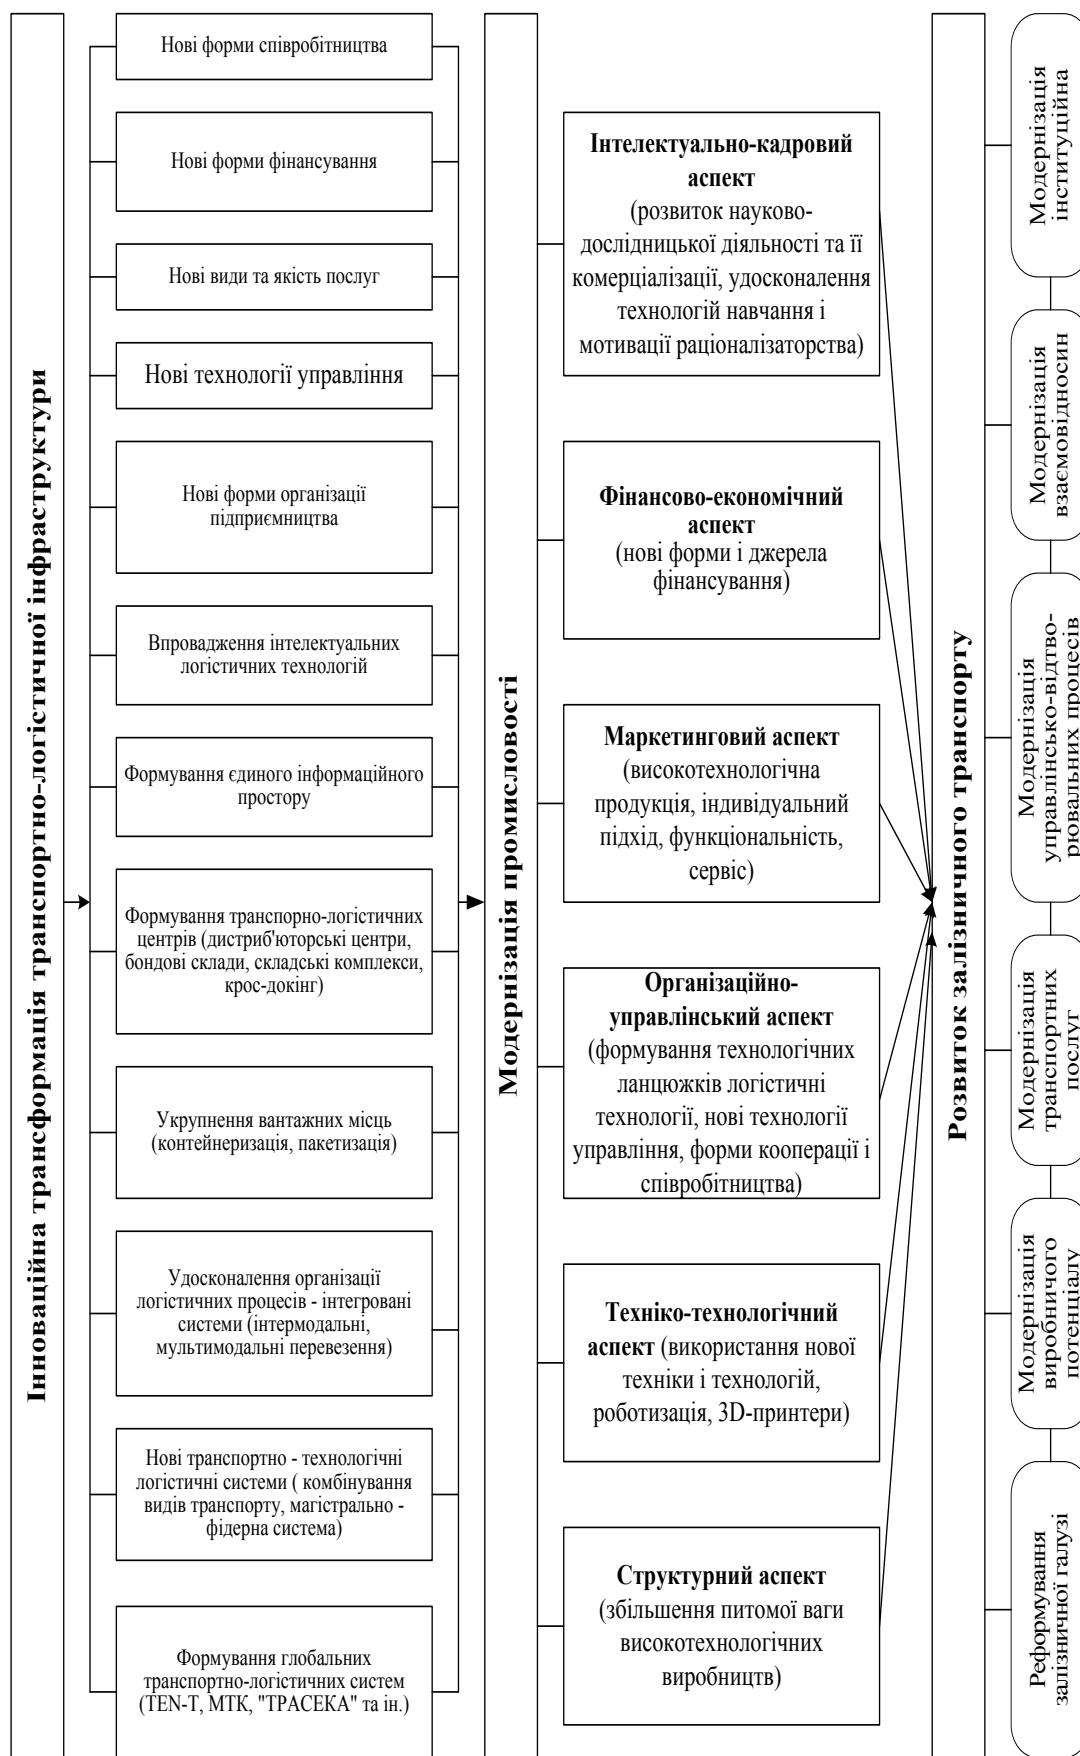 Інноваційна трансформація транспортно-логістичної інфраструктури
Нові форми співробітництва
Нові форми фінансування
Нові види та якість послуг
Нові технології управління
Нові форми організації
підприємництва
Впровадження інтелектуальних
логістичних технологій
Формування єдиного інформаційного
простору
Формування транспорно-логістичних
центрів (дистриб'юторські центри,
бондові склади, складські комплекси,
крос-докінг)
Укрупнення вантажних місць
(контейнеризація, пакетизація)
Удосконалення організації
логістичних процесів - інтегровані
системи (інтермодальні,
мультимодальні перевезення)
Нові транспортно - технологічні
логістичні системи ( комбінування
видів транспорту, магістрально -
фідерна система)
Формування глобальних
транспортно-логістичних систем
(TEN-T, МТК, "ТРАСЕКА" та ін.)
Модернізація промисловості
Інтелектуально-кадровий
аспект
(розвиток науково-
дослідницької діяльності та її
комерціалізації, удосконалення
технологій навчання і
мотивації раціоналізаторства)
Фінансово-економічний
аспект
(нові форми і джерела
фінансування)
Маркетинговий аспект
(високотехнологічна
продукція, індивідуальний
підхід, функціональність,
сервіс)
Організаційно-
управлінський аспект
(формування технологічних
ланцюжків логістичні
технології, нові технології
управління, форми кооперації і
співробітництва)
Техніко-технологічний
аспект (використання нової
техніки і технологій,
роботизація, 3D-принтери)
Структурний аспект
(збільшення питомої ваги
високотехнологічних
виробництв)
Розвиток залізничного транспорту
Модернізація
інституційна
Модернізація
взаємовідносин
Модернізація
управлінсько-відтво-
рювальних процесів
Модернізація
транспортних
послуг
Модернізація
виробничого
потенціалу
Реформування
залізничної галузі